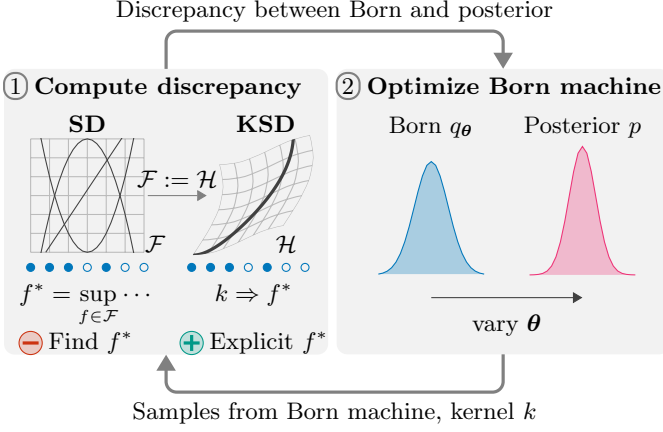 Discrepancy between Born and posterior
① Compute discrepancy
② Optimize Born machine
SD
KSD
ℱ := ℋ
ℱ
ℋ
f* = sup ⋯
f∈ℱ
k ⇒ f*
− Find f*
+ Explicit f*
Born q_θ
Posterior p
vary θ
Samples from Born machine, kernel k